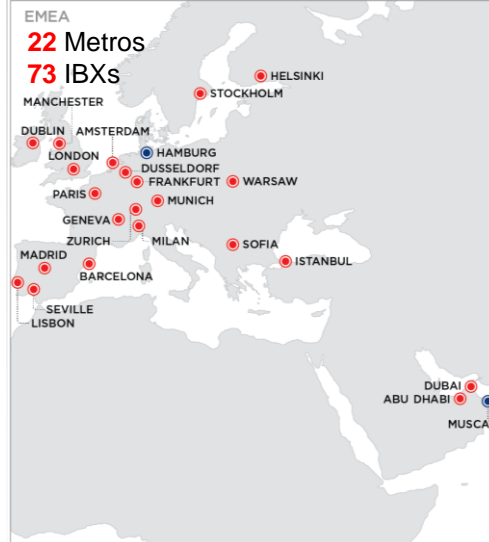 EMEA
22 Metros
73 IBXs
HELSINKI
STOCKHOLM
MANCHESTER
DUBLIN
AMSTERDAM
HAMBURG
LONDON
DUSSELDORF
FRANKFURT
WARSAW
PARIS
MUNICH
GENEVA
ZURICH
MILAN
SOFIA
MADRID
ISTANBUL
BARCELONA
SEVILLE
LISBON
DUBAI
ABU DHABI
MUSCA